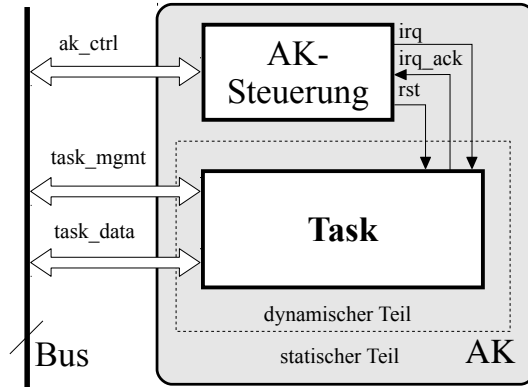 ak_ctrl
AK-
Steuerung
irq
irq_ack
rst
task_mgmt
task_data
Task
dynamischer Teil
statischer Teil
Bus
AK